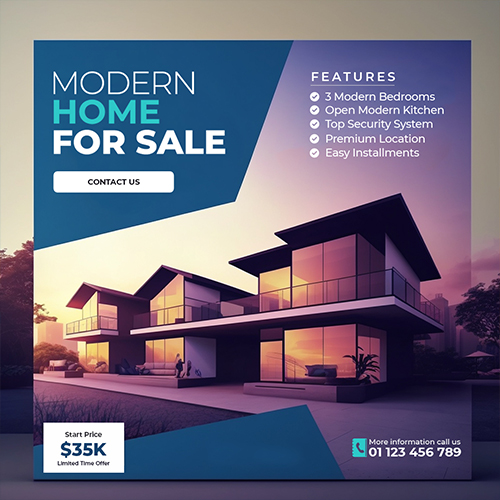 MODERN
HOME
FOR SALE
CONTACT US
FEATURES
3 Modern Bedrooms
Open Modern Kitchen
Top Security System
Premium Location
Easy Installments
Start Price
$35K
Limited Time Offer
More information call us
01 123 456 789